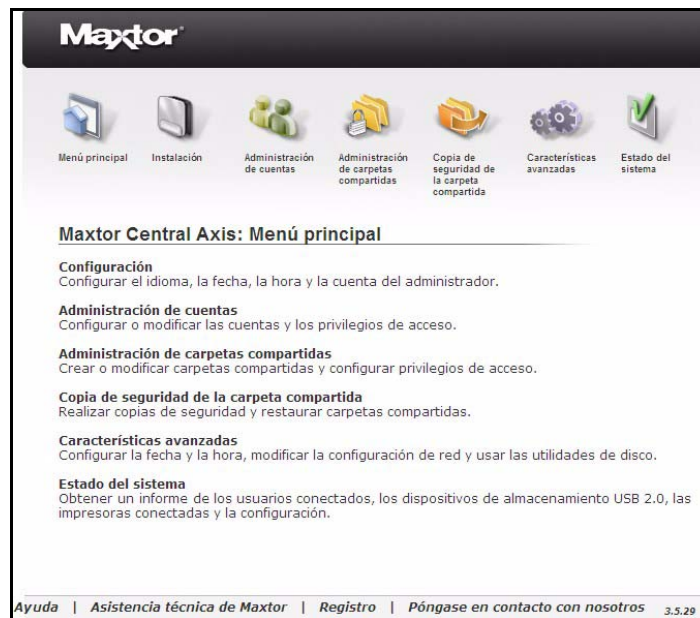 Maxtor
Menú principal
Instalación
Administración
de cuentas
Administración
de carpetas
compartidas
Copia de
seguridad de
la carpeta
compartida
Características
avanzadas
Estado del
sistema
Maxtor Central Axis: Menú principal
Configuración
Configurar el idioma, la fecha, la hora y la cuenta del administrador.
Administración de cuentas
Configurar o modificar las cuentas y los privilegios de acceso.
Administración de carpetas compartidas
Crear o modificar carpetas compartidas y configurar privilegios de acceso.
Copia de seguridad de la carpeta compartida
Realizar copias de seguridad y restaurar carpetas compartidas.
Características avanzadas
Configurar la fecha y la hora, modificar la configuración de red y usar las utilidades de disco.
Estado del sistema
Obtener un informe de los usuarios conectados, los dispositivos de almacenamiento USB 2.0, las
impresoras conectadas y la configuración.
Ayuda | Asistencia técnica de Maxtor | Registro | Póngase en contacto con nosotros 3.5.29